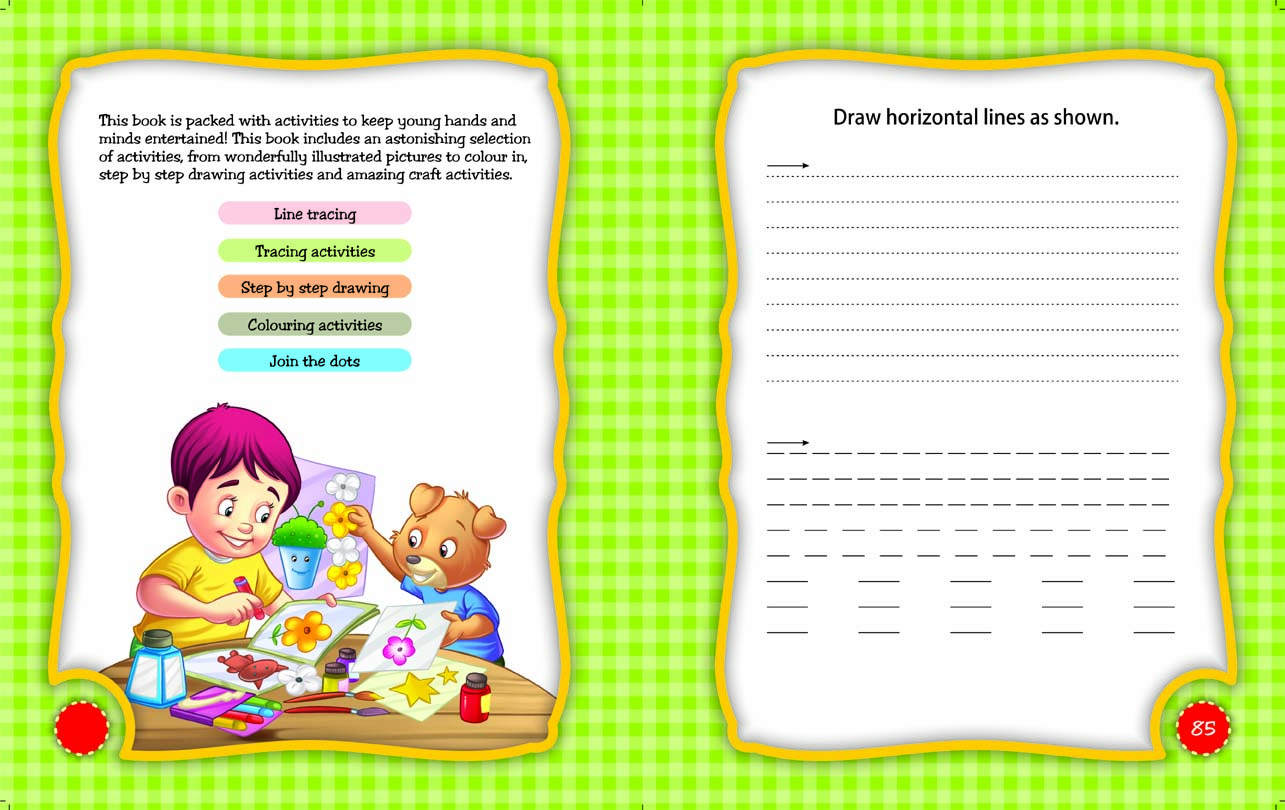 This book is packed with activities to keep young hands and
minds entertained! This book includes an astonishing selection
of activities, from wonderfully illustrated pictures to colour in,
step by step drawing activities and amazing craft activities.
Line tracing
Tracing activities
Step by step drawing
Colouring activities
Join the dots
Draw horizontal lines as shown.
85